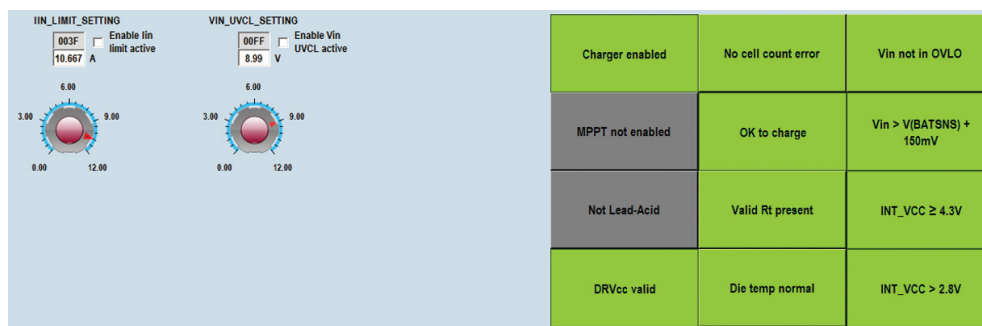 IIN_LIMIT_SETTING
003F
Enable Iin
limit active
10.667 A
6.00
3.00
9.00
0.00
12.00
VIN_UVCL_SETTING
00FF
Enable Vin
UVCL active
8.99 V
6.00
3.00
9.00
0.00
12.00
Charger enabled
No cell count error
Vin not in OVLO
MPPT not enabled
OK to charge
Vin > V(BATSNS) +
150mV
Not Lead-Acid
Valid Rt present
INT_VCC ≥ 4.3V
DRVcc valid
Die temp normal
INT_VCC > 2.8V